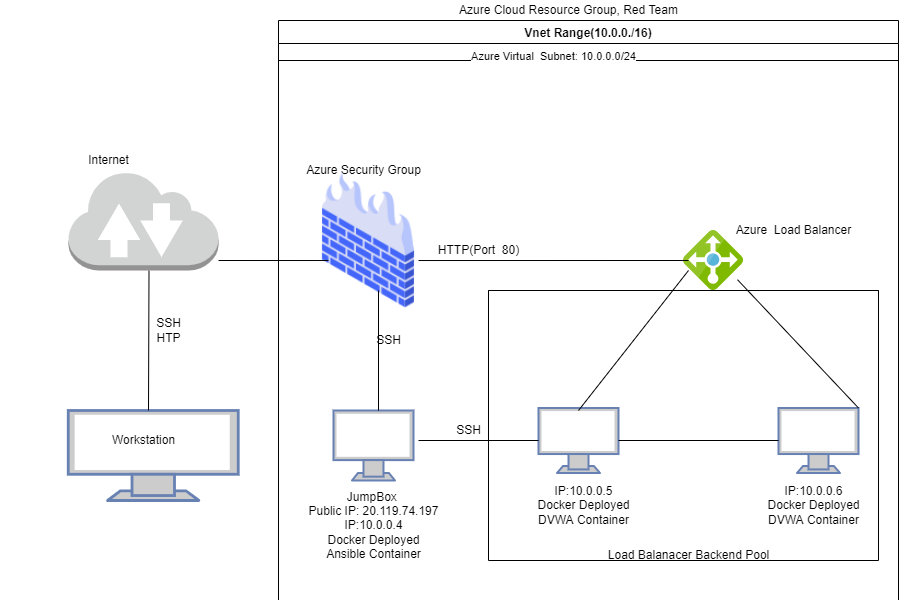 Azure Cloud Resource Group, Red Team
Vnet Range(10.0.0./16)
Azure Virtual Subnet: 10.0.0.0/24
Internet
Azure Security Group
Azure Load Balancer
HTTP(Port 80)
SSH
HTP
SSH
SSH
Workstation
JumpBox
Public IP: 20.119.74.197
IP:10.0.0.4
Docker Deployed
Ansible Container
IP:10.0.0.5
Docker Deployed
DVWA Container
IP:10.0.0.6
Docker Deployed
DVWA Container
Load Balanacer Backend Pool